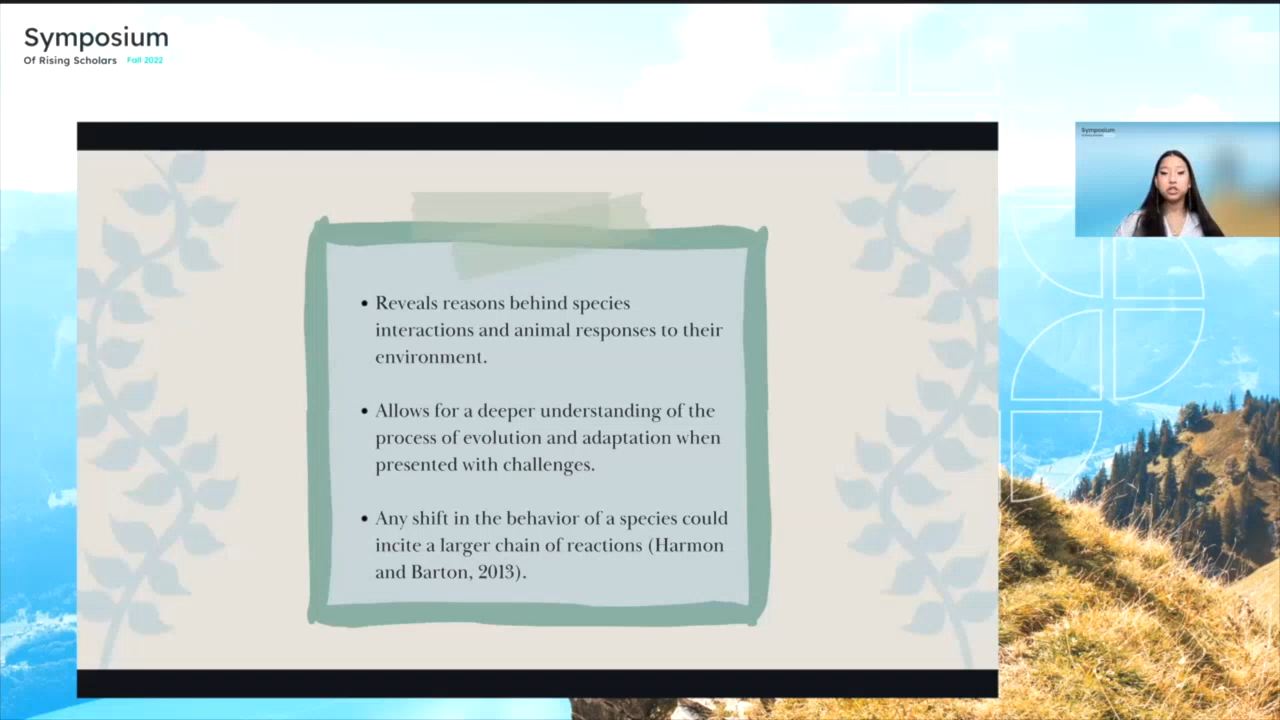 Symposium
Of Rising Scholars Fall 2022
Symposium
• Reveals reasons behind species
interactions and animal responses to their
environment.
• Allows for a deeper understanding of the
process of evolution and adaptation when
presented with challenges.
• Any shift in the behavior of a species could
incite a larger chain of reactions (Harmon
and Barton, 2013).